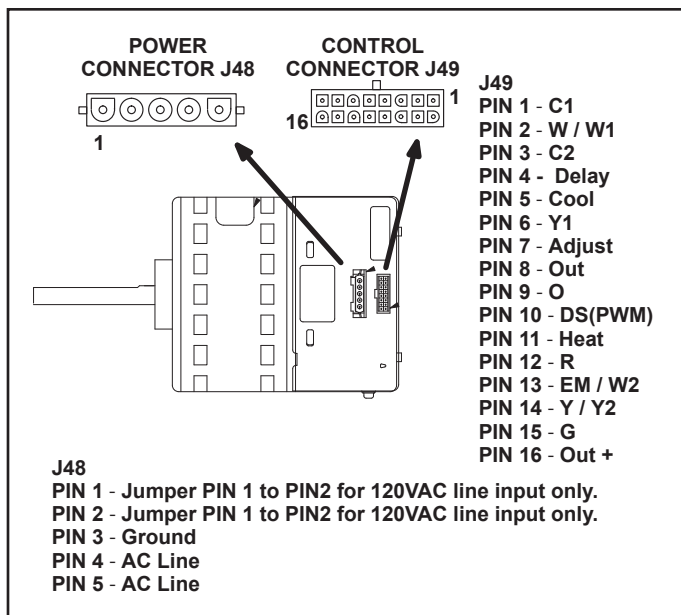 POWER
CONNECTOR J48
CONTROL
CONNECTOR J49
1
16
1
J49
PIN 1 - C1
PIN 2 - W / W1
PIN 3 - C2
PIN 4 - Delay
PIN 5 - Cool
PIN 6 - Y1
PIN 7 - Adjust
PIN 8 - Out
PIN 9 - O
PIN 10 - DS(PWM)
PIN 11 - Heat
PIN 12 - R
PIN 13 - EM / W2
PIN 14 - Y / Y2
PIN 15 - G
PIN 16 - Out +
J48
PIN 1 - Jumper PIN 1 to PIN2 for 120VAC line input only.
PIN 2 - Jumper PIN 1 to PIN2 for 120VAC line input only.
PIN 3 - Ground
PIN 4 - AC Line
PIN 5 - AC Line